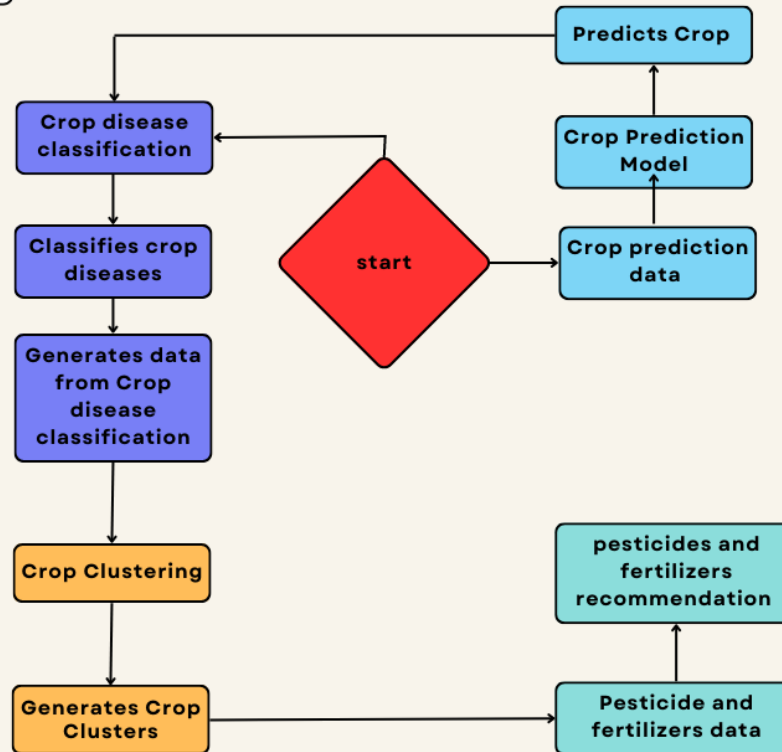 Predicts Crop
Crop disease
classification
Crop Prediction
Model
Classifies crop
diseases
start
Crop prediction
data
Generates data
from Crop
disease
classification
Crop Clustering
pesticides and
fertilizers
recommendation
Generates Crop
Clusters
Pesticide and
fertilizers data